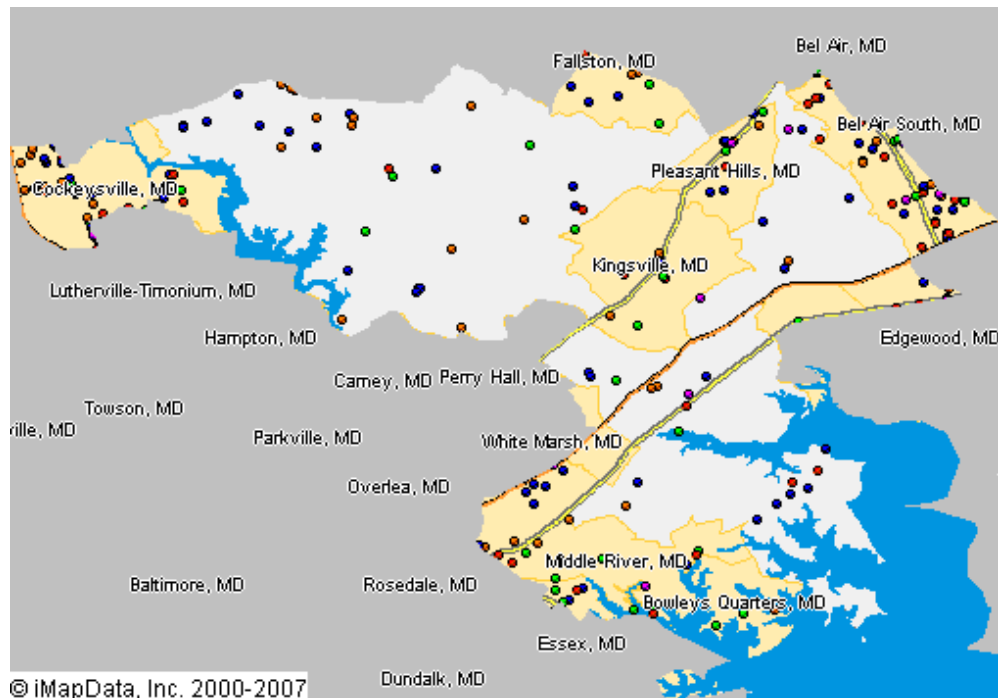 Bel Air, MD
Fallston, MD
Bel Air South, MD
Pleasant Hills, MD
Cockeysville, MD
Kingsville, MD
Lutherville-Timonium, MD
Hampton, MD
Edgewood, MD
Carney, MD
Perry Hall, MD
Towson, MD
ville, MD
Parkville, MD
White Marsh, MD
Overlea, MD
Middle River, MD
Baltimore, MD
Rosedale, MD
Bowleys Quarters, MD
Essex, MD
Dundalk, MD
© iMapData, Inc. 2000-2007